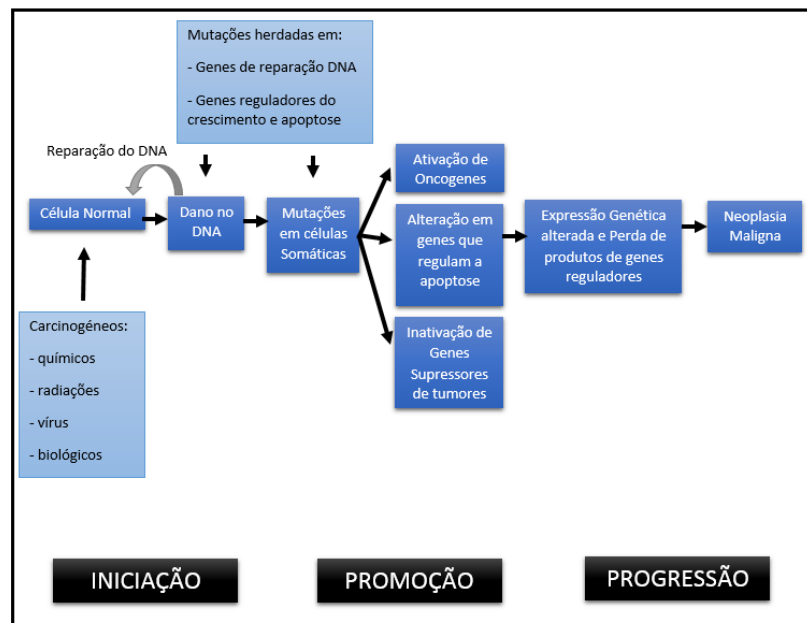 Mutações herdadas em:
- Genes de reparação DNA
- Genes reguladores do
crescimento e apoptose
Reparação do DNA
Célula Normal
Dano no
DNA
Mutações
em células
Somáticas
Ativação de
Oncogenes
Alteração em
genes que
regulam a
apoptose
Inativação de
Genes
Supressores
de tumores
Expressão Genética
alterada e Perda de
produtos de genes
reguladores
Neoplasia
Maligna
Carcinogéneos:
- químicos
- radiações
- vírus
- biológicos
INICIAÇÃO
PROMOÇÃO
PROGRESSÃO